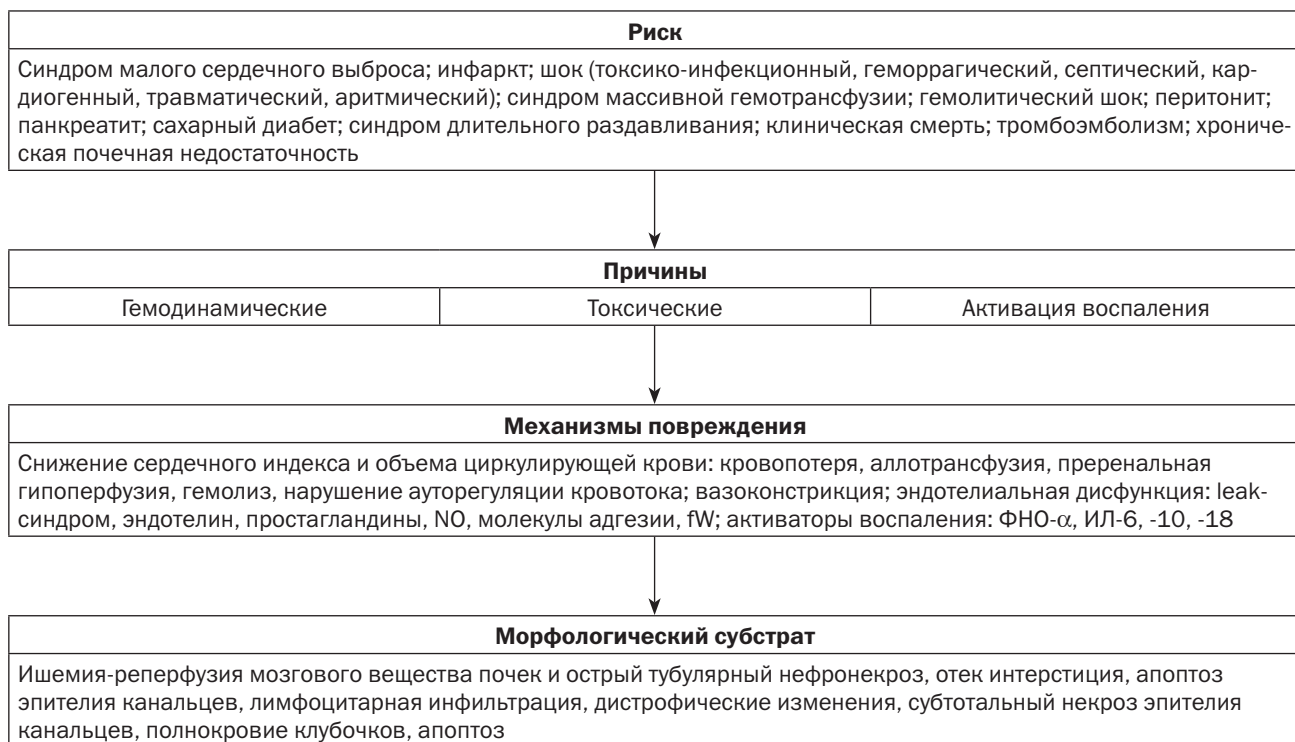 Риск
Синдром малого сердечного выброса; инфаркт; шок (токсико-инфекционный, геморрагический, септический, кар-
диогенный, травматический, аритмический); синдром массивной гемотрансфузии; гемолитический шок; перитонит;
панкреатит; сахарный диабет; синдром длительного раздавливания; клиническая смерть; тромбоэмболизм; хрониче-
ская почечная недостаточность
Причины
Гемодинамические Токсические Активация воспаления
Механизмы повреждения
Снижение сердечного индекса и объема циркулирующей крови: кровопотеря, аллотрансфузия, преренальная
гипоперфузия, гемолиз, нарушение ауторегуляции кровотока; вазоконстрикция; эндотелиальная дисфункция: leak-
синдром, эндотелин, простагландины, NO, молекулы адгезии, fW; активаторы воспаления: ФНО-α, ИЛ-6, -10, -18
Морфологический субстрат
Ишемия-реперфузия мозгового вещества почек и острый тубулярный нефронекроз, отек интерстиция, апоптоз
эпителия канальцев, лимфоцитарная инфильтрация, дистрофические изменения, субтотальный некроз эпителия
канальцев, полнокровие клубочков, апоптоз